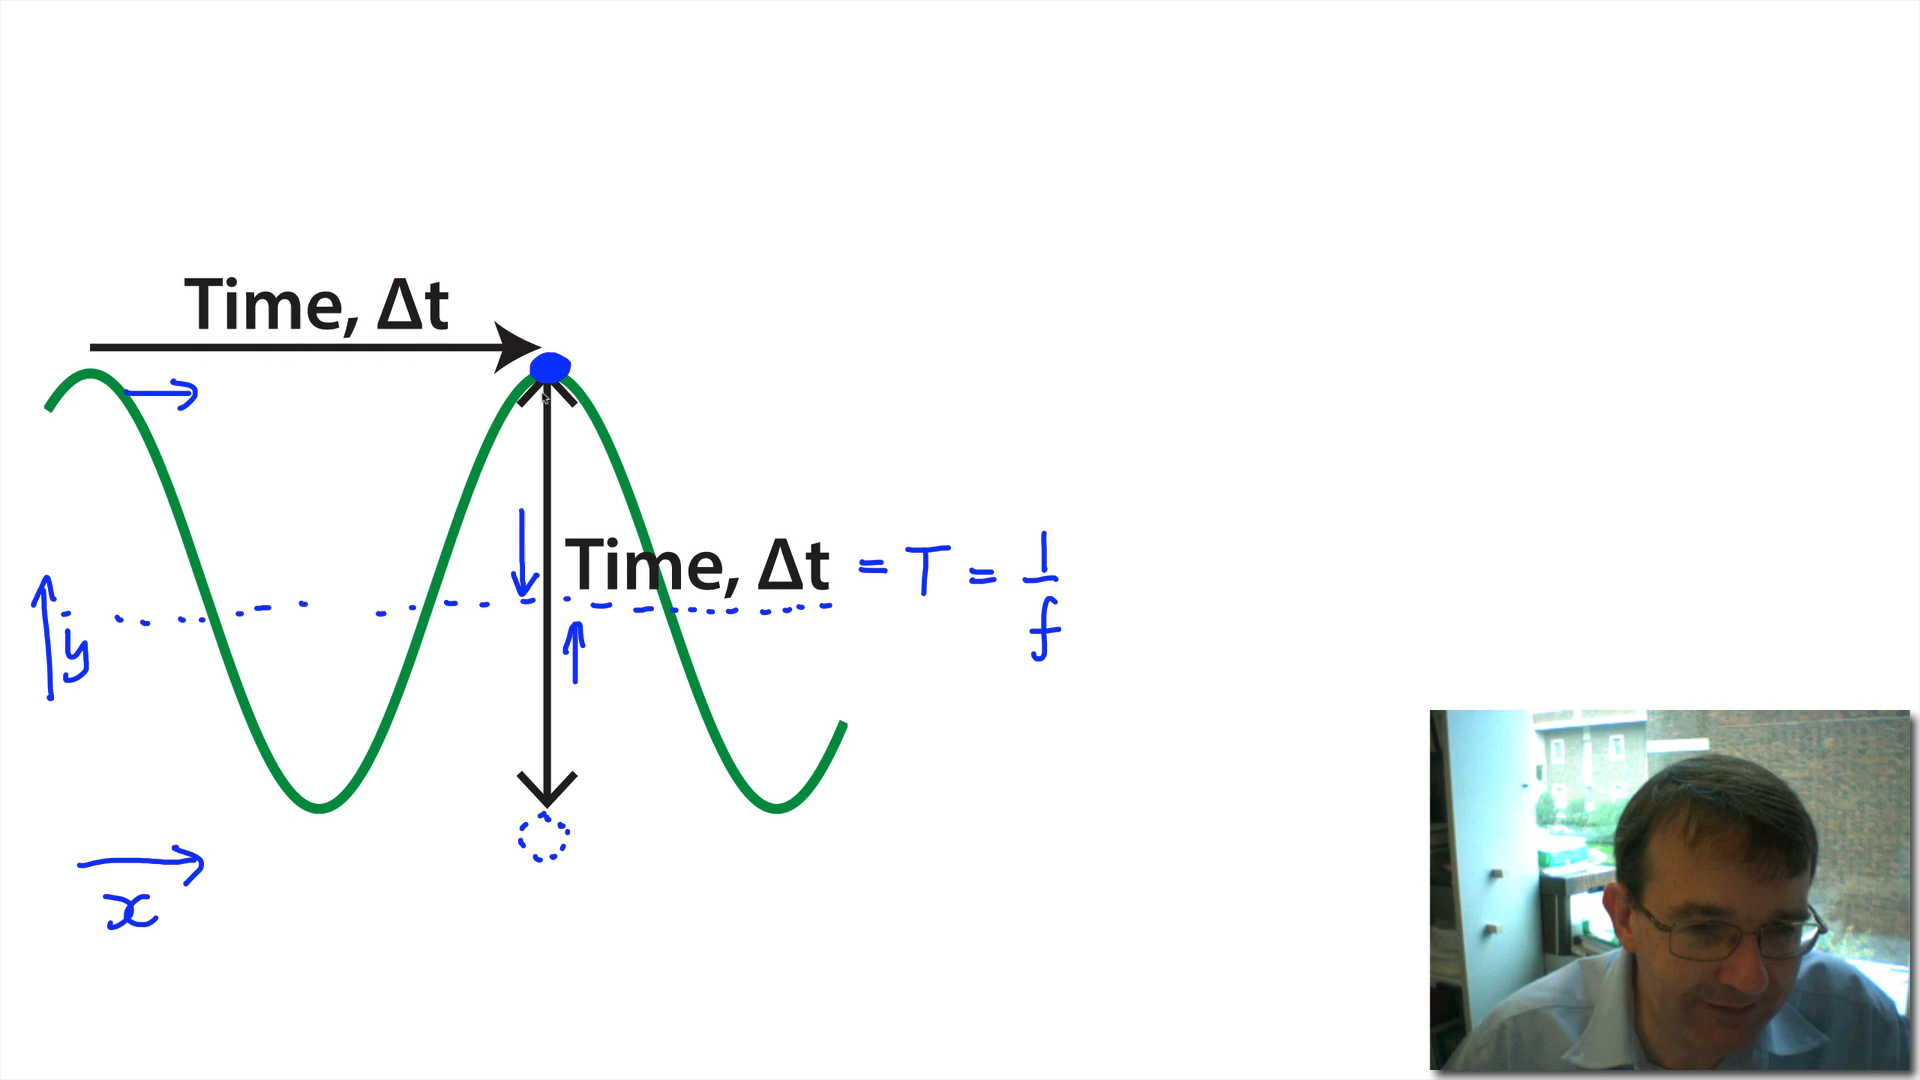 Time, Δt
Time, Δt = T = 1/f
y
x